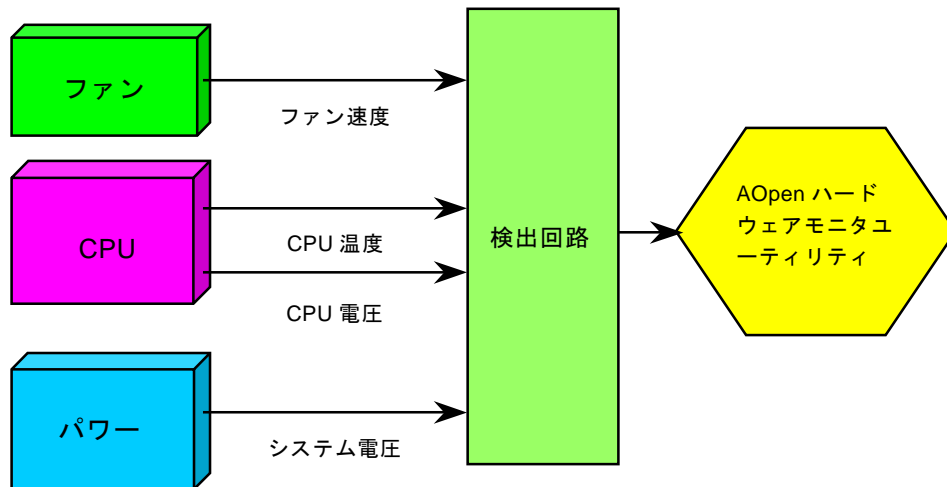 ファン
ファン速度
CPU
CPU 温度
CPU 電圧
パワー
システム電圧
検出回路
AOpen ハード
ウェアモニタユ
ーティリティ